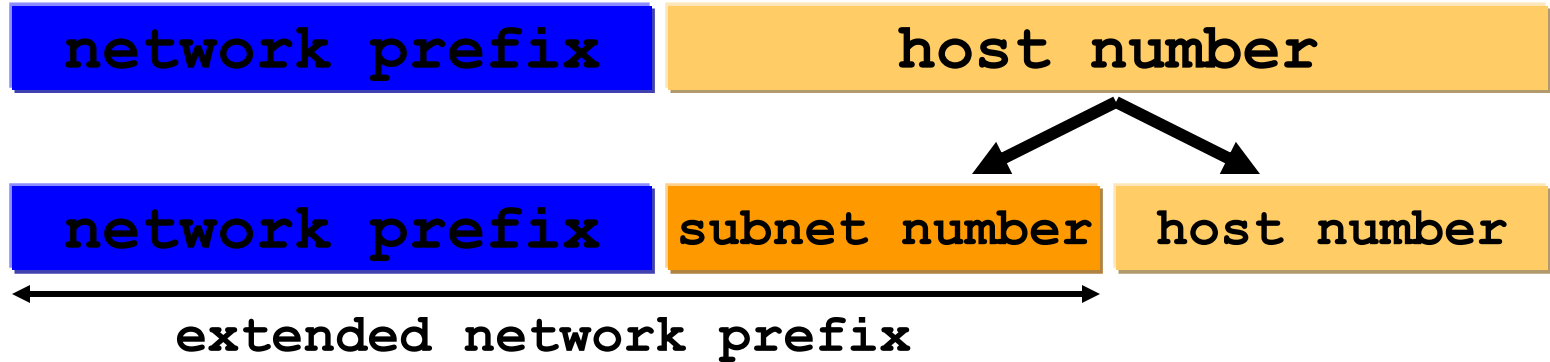 network prefix host number
network prefix subnet number host number
extended network prefix